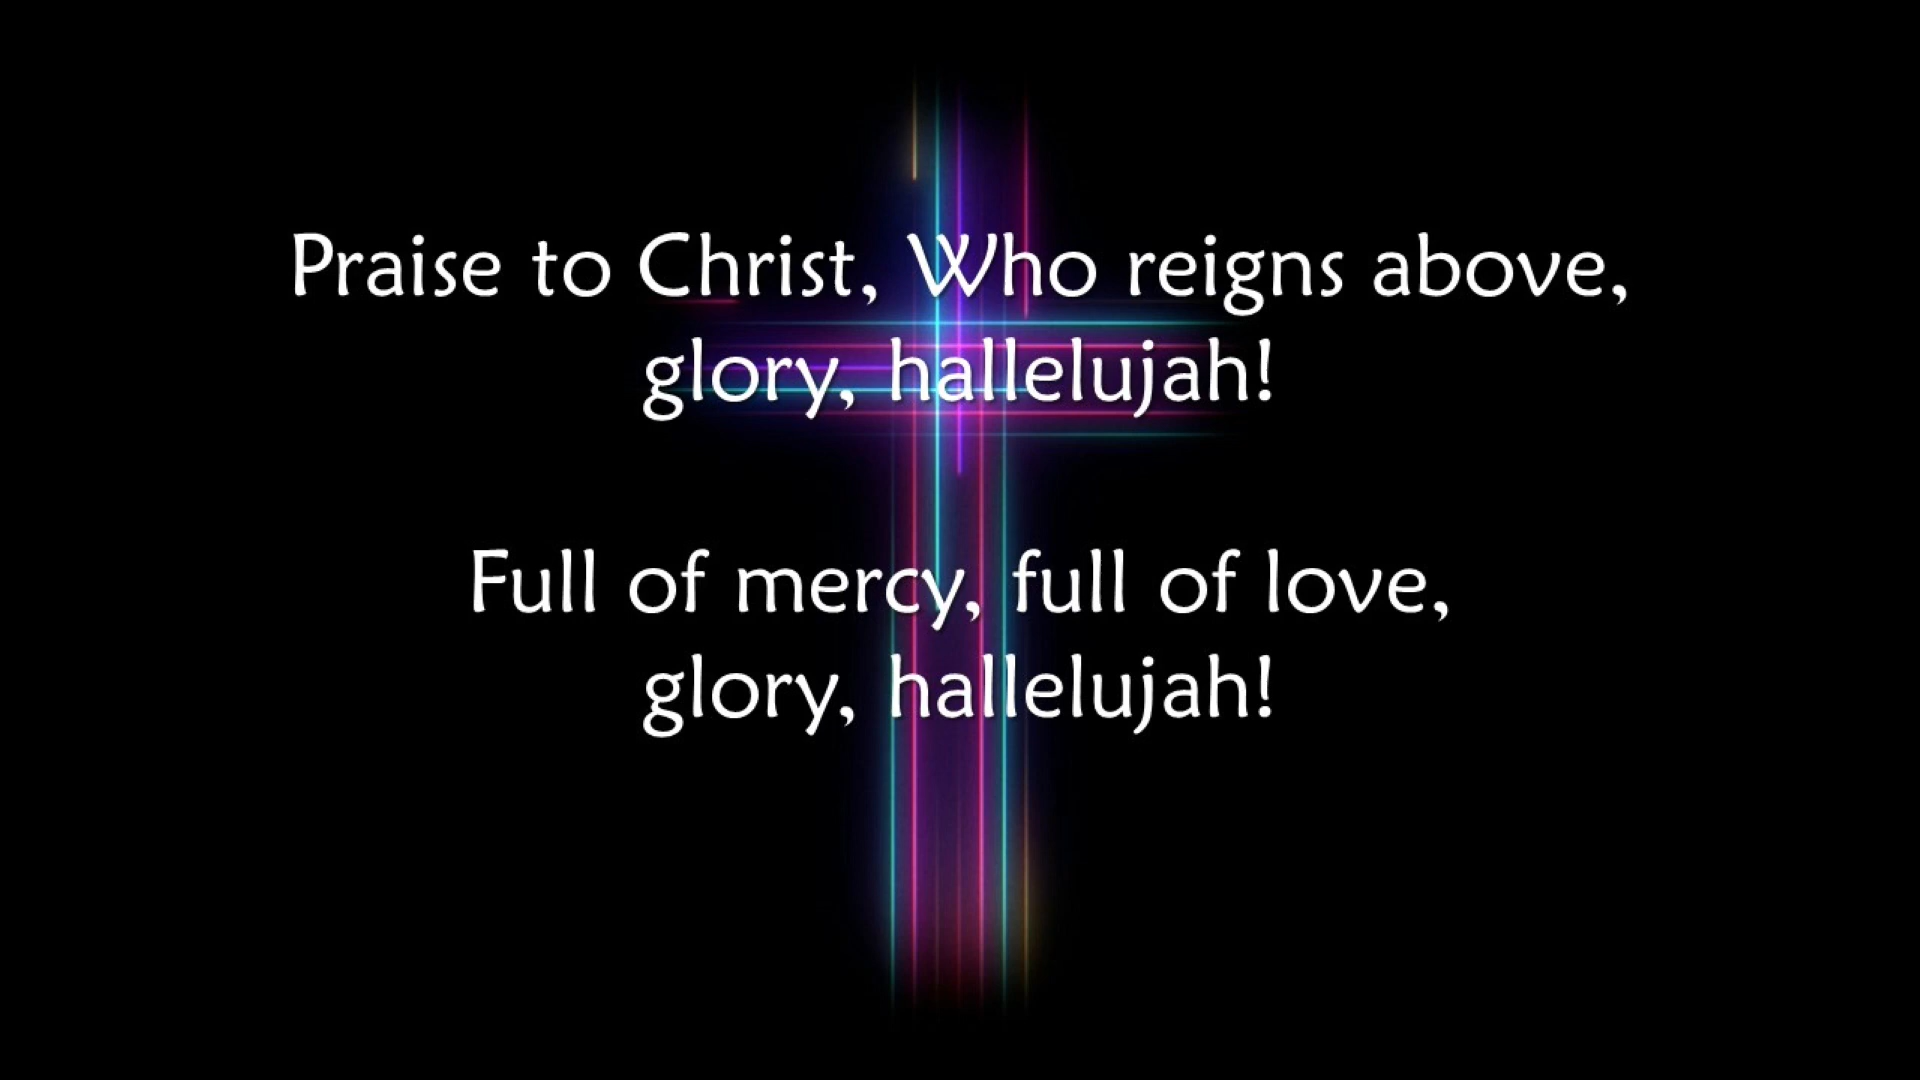 Praise to Christ, Who reigns above,
glory, hallelujah!
Full of mercy, full of love,
glory, hallelujah!